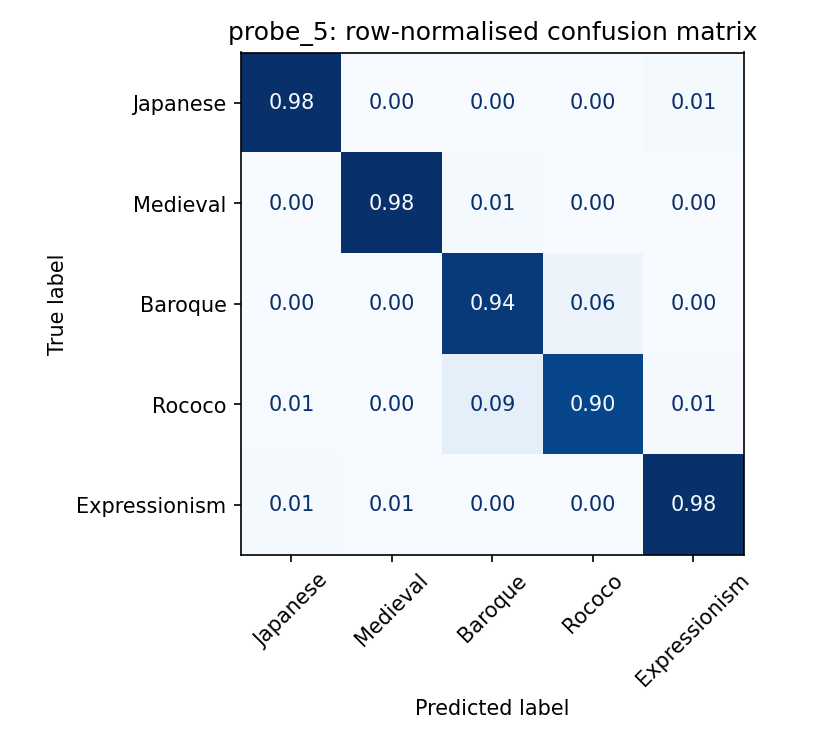 probe_5: row-normalised confusion matrix
True label
Japanese 0.98 0.00 0.00 0.00 0.01
Medieval 0.00 0.98 0.01 0.00 0.00
Baroque 0.00 0.00 0.94 0.06 0.00
Rococo 0.01 0.00 0.09 0.90 0.01
Expressionism 0.01 0.01 0.00 0.00 0.98
Japanese Medieval Baroque Rococo Expressionism
Predicted label